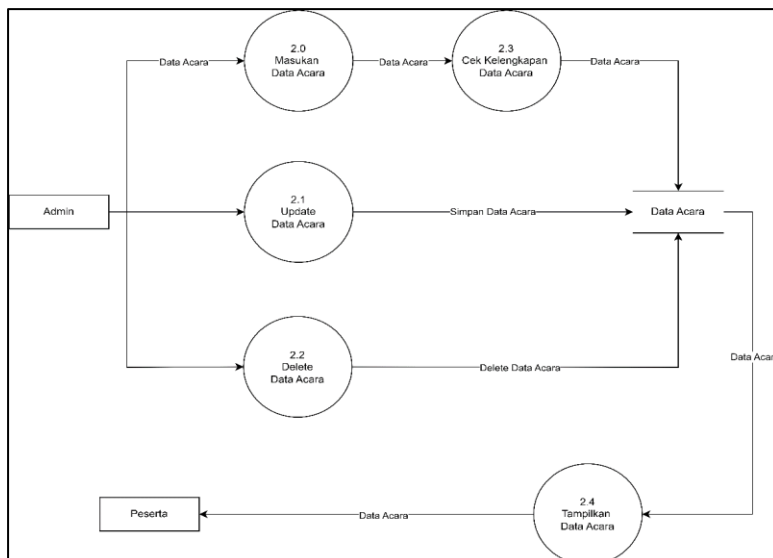 2.0
Masukan
Data Acara
2.3
Cek Kelengkapan
Data Acara
Data Acara
Data Acara
Data Acara
Admin
2.1
Update
Data Acara
Simpan Data Acara
Data Acara
2.2
Delete
Data Acara
Delete Data Acara
Data Acar
Peserta
Data Acara
2.4
Tampilkan
Data Acara